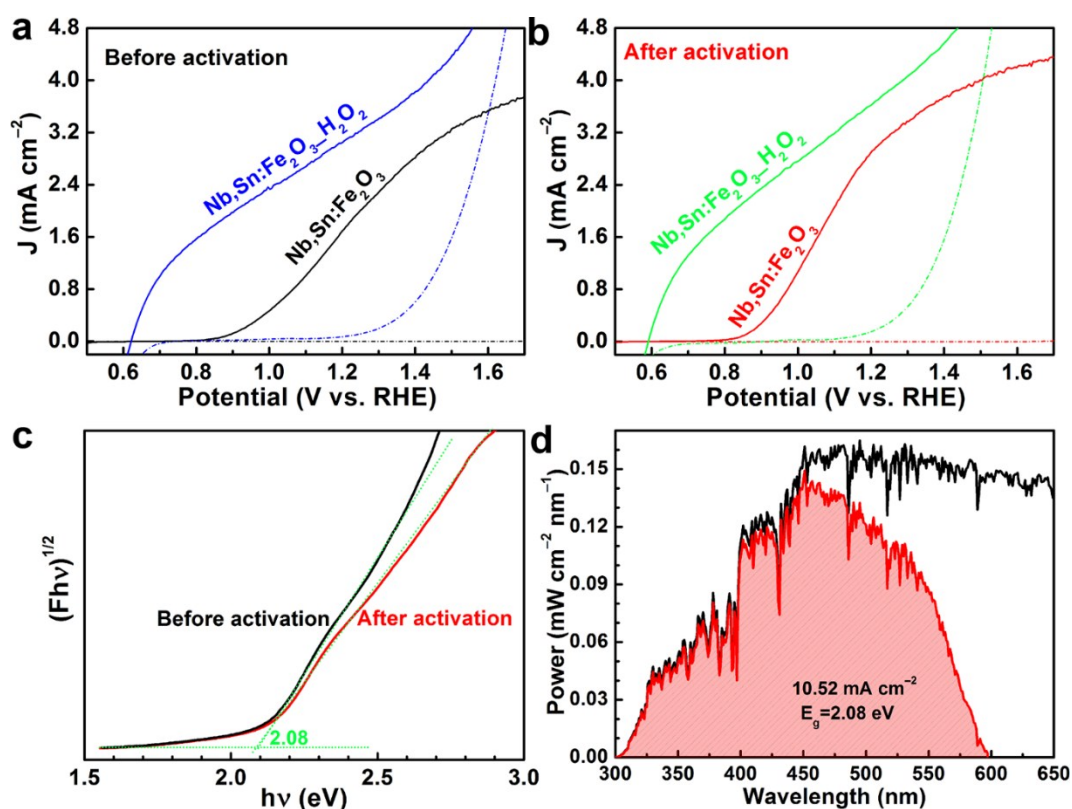 a
Before activation
Nb,Sn:Fe₂O₃_H₂O₂
Nb,Sn:Fe₂O₃
J (mA cm⁻²)
4.8
4.0
3.2
2.4
1.6
0.8
0.0
0.6 0.8 1.0 1.2 1.4 1.6
Potential (V vs. RHE)
b
After activation
Nb,Sn:Fe₂O₃_H₂O₂
Nb,Sn:Fe₂O₃
J (mA cm⁻²)
4.8
4.0
3.2
2.4
1.6
0.8
0.0
0.6 0.8 1.0 1.2 1.4 1.6
Potential (V vs. RHE)
c
(Fhν)^1/2
Before activation
After activation
2.08
1.5 2.0 2.5 3.0
hν (eV)
d
Power (mW cm⁻² nm⁻¹)
0.15
0.12
0.09
0.06
0.03
0.00
10.52 mA cm⁻²
E_g=2.08 eV
300 350 400 450 500 550 600 650
Wavelength (nm)